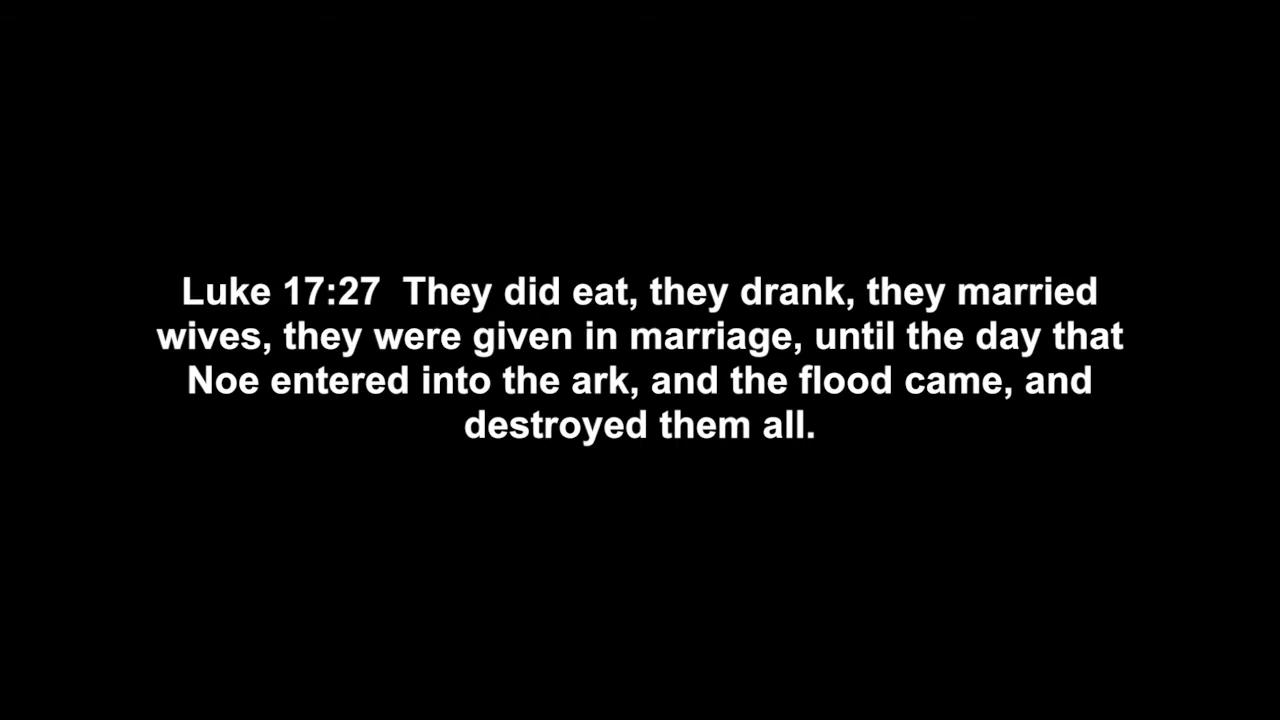 Luke 17:27  They did eat, they drank, they married
wives, they were given in marriage, until the day that
Noe entered into the ark, and the flood came, and
destroyed them all.